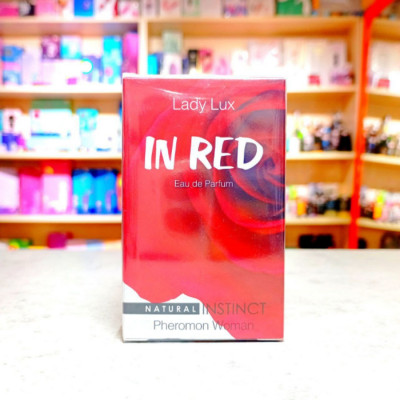 Lady Lux
IN RED
Eau de Parfum
NATURAL INSTINCT
Pheromon Woman